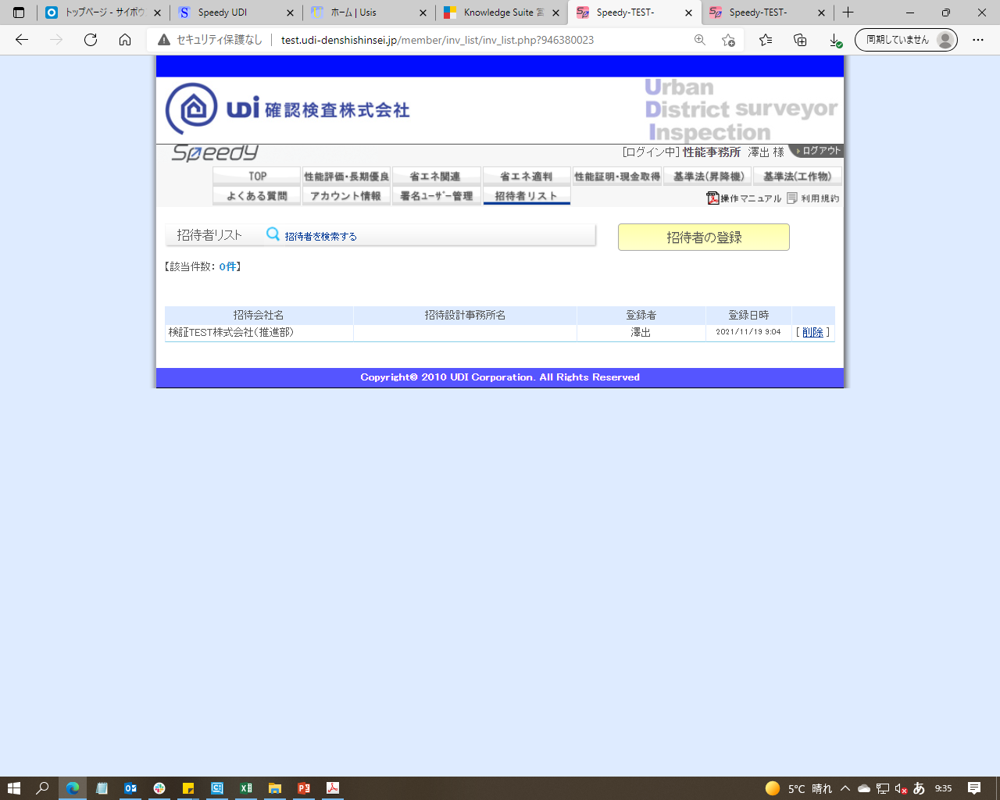 トップページ - サイボウ
Speedy UDI
ホーム | Usis
Knowledge Suite 営
Speedy-TEST-
Speedy-TEST-
セキュリティ保護なし
test.udi-denshishinsei.jp/member/inv_list/inv_list.php?946380023
同期していません
UDi 確認検査株式会社
Urban
District surveyor
Inspection
Speedy
[ログイン中] 性能事務所 澤出 様
ログアウト
TOP 性能評価・長期優良 省エネ関連 省エネ適判 性能証明・現金取得 基準法(昇降機) 基準法(工作物)
よくある質問 アカウント情報 署名ユーザー管理 招待者リスト
操作マニュアル 利用規約
招待者リスト 招待者を検索する
招待者の登録
【該当件数： 0件】
招待会社名 招待設計事務所名 登録者 登録日時
検証TEST株式会社(推進部) 澤出 2021/11/19 9:04 [ 削除 ]
Copyright© 2010 UDI Corporation. All Rights Reserved
5°C 晴れ
あ
9:35